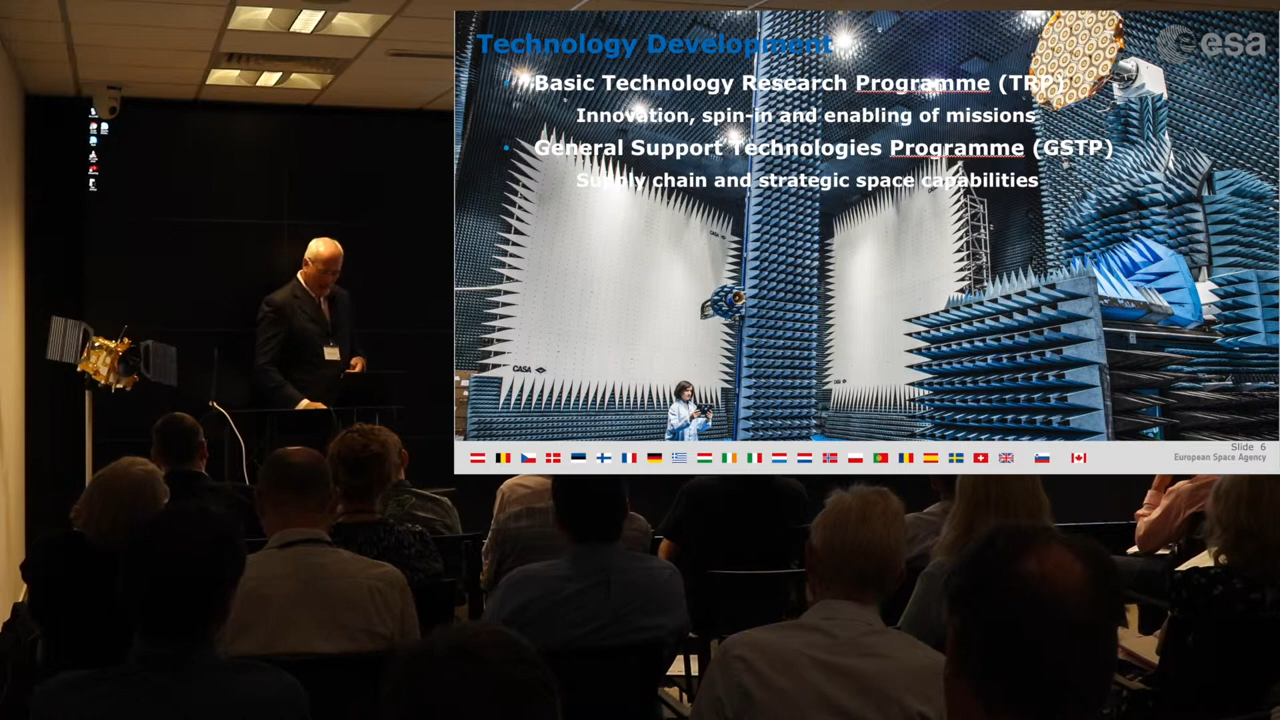 Technology Development
esa
• Basic Technology Research Programme (TRP)
Innovation, spin-in and enabling of missions
• General Support Technologies Programme (GSTP)
Supply chain and strategic space capabilities
CASA
CASA
CASA
Slide 6
European Space Agency